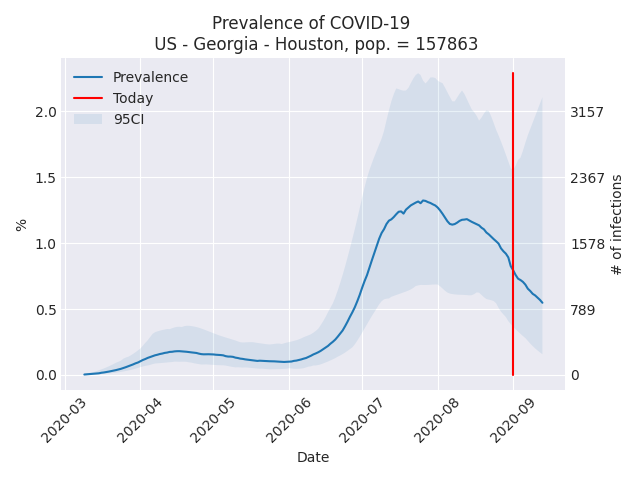 Prevalence of COVID-19
US - Georgia - Houston, pop. = 157863
Prevalence
Today
95CI
2.0
1.5
1.0
0.5
0.0
%
3157
2367
1578
789
0
# of infections
2020-03
2020-04
2020-05
2020-06
2020-07
2020-08
2020-09
Date